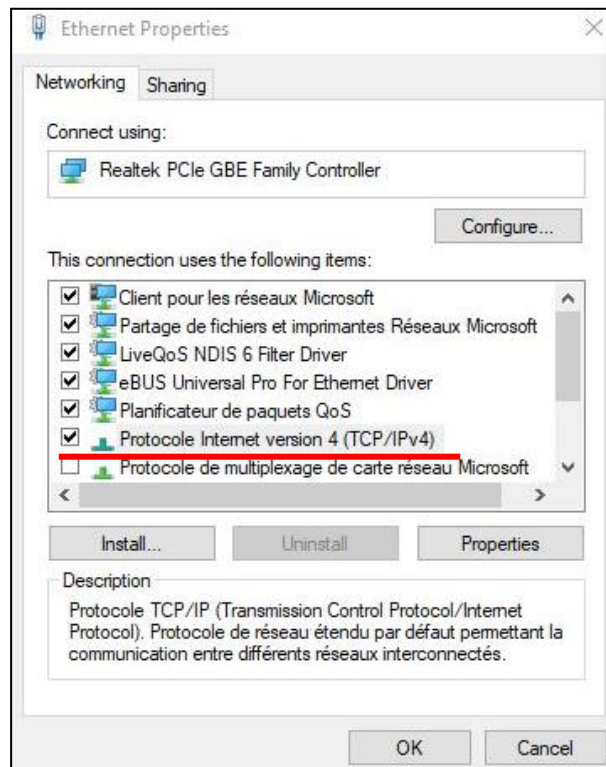 Ethernet Properties
Networking
Sharing
Connect using:
Realtek PCIe GBE Family Controller
Configure...
This connection uses the following items:
Client pour les réseaux Microsoft
Partage de fichiers et imprimantes Réseaux Microsoft
LiveQoS NDIS 6 Filter Driver
eBUS Universal Pro For Ethernet Driver
Planificateur de paquets QoS
Protocole Internet version 4 (TCP/IPv4)
Protocole de multiplexage de carte réseau Microsoft
Install...
Uninstall
Properties
Description
Protocole TCP/IP (Transmission Control Protocol/Internet
Protocol). Protocole de réseau étendu par défaut permettant la
communication entre différents réseaux interconnectés.
OK
Cancel